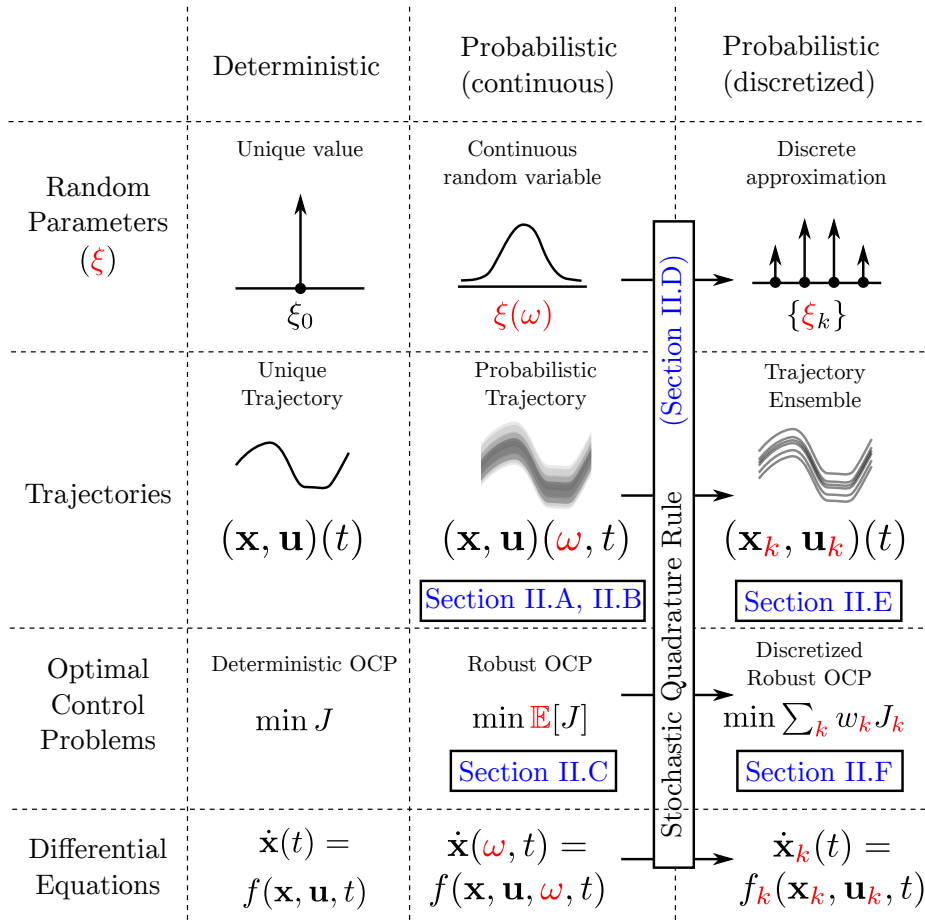 Deterministic
Probabilistic
(continuous)
Probabilistic
(discretized)
Random
Parameters
(ξ)
Unique value
ξ₀
Continuous
random variable
ξ(ω)
Discrete
approximation
{ξₖ}
Stochastic Quadrature Rule (Section II.D)
Trajectories
Unique
Trajectory
(x, u)(t)
Probabilistic
Trajectory
(x, u)(ω, t)
Section II.A, II.B
Trajectory
Ensemble
(xₖ, uₖ)(t)
Section II.E
Optimal
Control
Problems
Deterministic OCP
min J
Robust OCP
min 𝔼[J]
Section II.C
Discretized
Robust OCP
min ∑ₖ wₖJₖ
Section II.F
Differential
Equations
ẋ(t) =
f(x, u, t)
ẋ(ω, t) =
f(x, u, ω, t)
ẋₖ(t) =
fₖ(xₖ, uₖ, t)